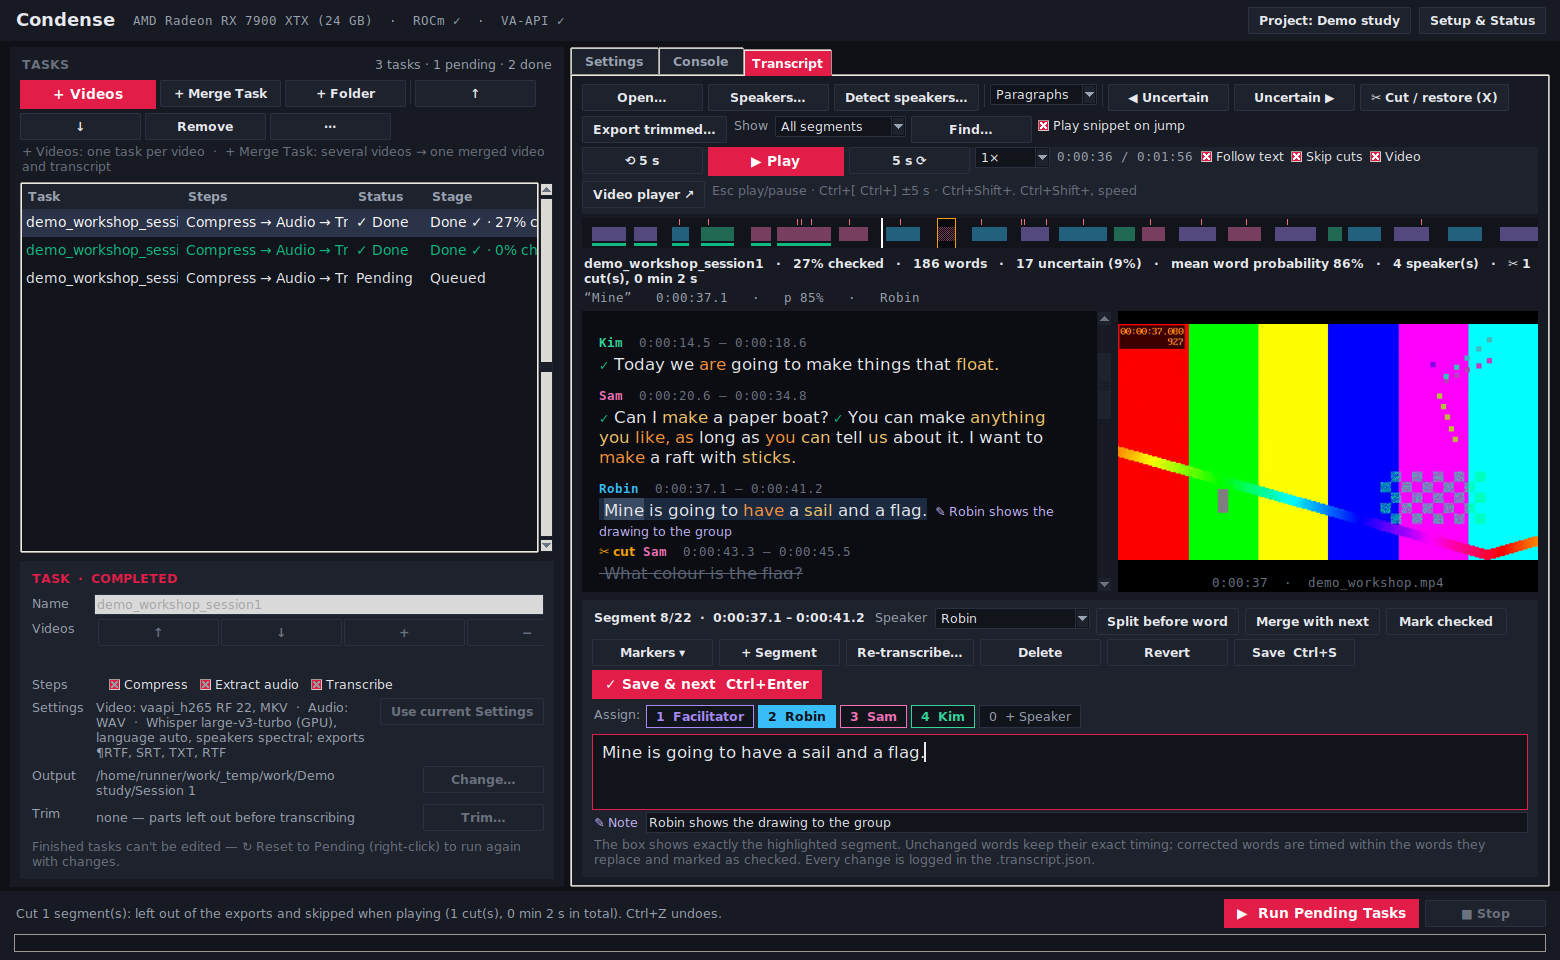 Condense AMD Radeon RX 7900 XTX (24 GB) · ROCm ✓ · VA-API ✓
Project: Demo study Setup & Status
TASKS 3 tasks · 1 pending · 2 done
+ Videos + Merge Task + Folder ↑
↓ Remove ···
+ Videos: one task per video · + Merge Task: several videos → one merged video
and transcript
Task Steps Status Stage
demo_workshop_sessi Compress → Audio → Tr ✓ Done Done ✓ · 27% c
demo_workshop_sessi Compress → Audio → Tr ✓ Done Done ✓ · 0% ch
demo_workshop_sessi Compress → Audio → Tr Pending Queued
TASK · COMPLETED
Name demo_workshop_session1
Videos ↑ ↓ + −
Steps Compress Extract audio Transcribe
Settings Video: vaapi_h265 RF 22, MKV · Audio:
WAV · Whisper large-v3-turbo (GPU),
language auto, speakers spectral; exports
¶RTF, SRT, TXT, RTF
Use current Settings
Output /home/runner/work/_temp/work/Demo
study/Session 1
Change…
Trim none — parts left out before transcribing
Trim…
Finished tasks can't be edited — ↻ Reset to Pending (right-click) to run again
with changes.
Settings Console Transcript
Open… Speakers… Detect speakers… Paragraphs ◀ Uncertain Uncertain ▶ ✂ Cut / restore (X)
Export trimmed… Show All segments Find… Play snippet on jump
⟲ 5 s ▶ Play 5 s ⟳ 1× 0:00:36 / 0:01:56 Follow text Skip cuts Video
Video player ↗ Esc play/pause · Ctrl+[ Ctrl+] ±5 s · Ctrl+Shift+. Ctrl+Shift+, speed
demo_workshop_session1 · 27% checked · 186 words · 17 uncertain (9%) · mean word probability 86% · 4 speaker(s) · ✂ 1
cut(s), 0 min 2 s
“Mine” 0:00:37.1 · p 85% · Robin
Kim 0:00:14.5 – 0:00:18.6
✓ Today we are going to make things that float.
Sam 0:00:20.6 – 0:00:34.8
✓ Can I make a paper boat? ✓ You can make anything
you like, as long as you can tell us about it. I want to
make a raft with sticks.
Robin 0:00:37.1 – 0:00:41.2
Mine is going to have a sail and a flag. ✎ Robin shows the
drawing to the group
✂ cut Sam 0:00:43.3 – 0:00:45.5
What colour is the flag?
00:00:37.000
927
0:00:37 · demo_workshop.mp4
Segment 8/22 · 0:00:37.1 – 0:00:41.2 Speaker Robin Split before word Merge with next Mark checked
Markers ▾ + Segment Re-transcribe… Delete Revert Save Ctrl+S
✓ Save & next Ctrl+Enter
Assign: 1 Facilitator 2 Robin 3 Sam 4 Kim 0 + Speaker
Mine is going to have a sail and a flag.
✎ Note Robin shows the drawing to the group
The box shows exactly the highlighted segment. Unchanged words keep their exact timing; corrected words are timed within the words they
replace and marked as checked. Every change is logged in the .transcript.json.
Cut 1 segment(s): left out of the exports and skipped when playing (1 cut(s), 0 min 2 s in total). Ctrl+Z undoes.
▶ Run Pending Tasks ■ Stop